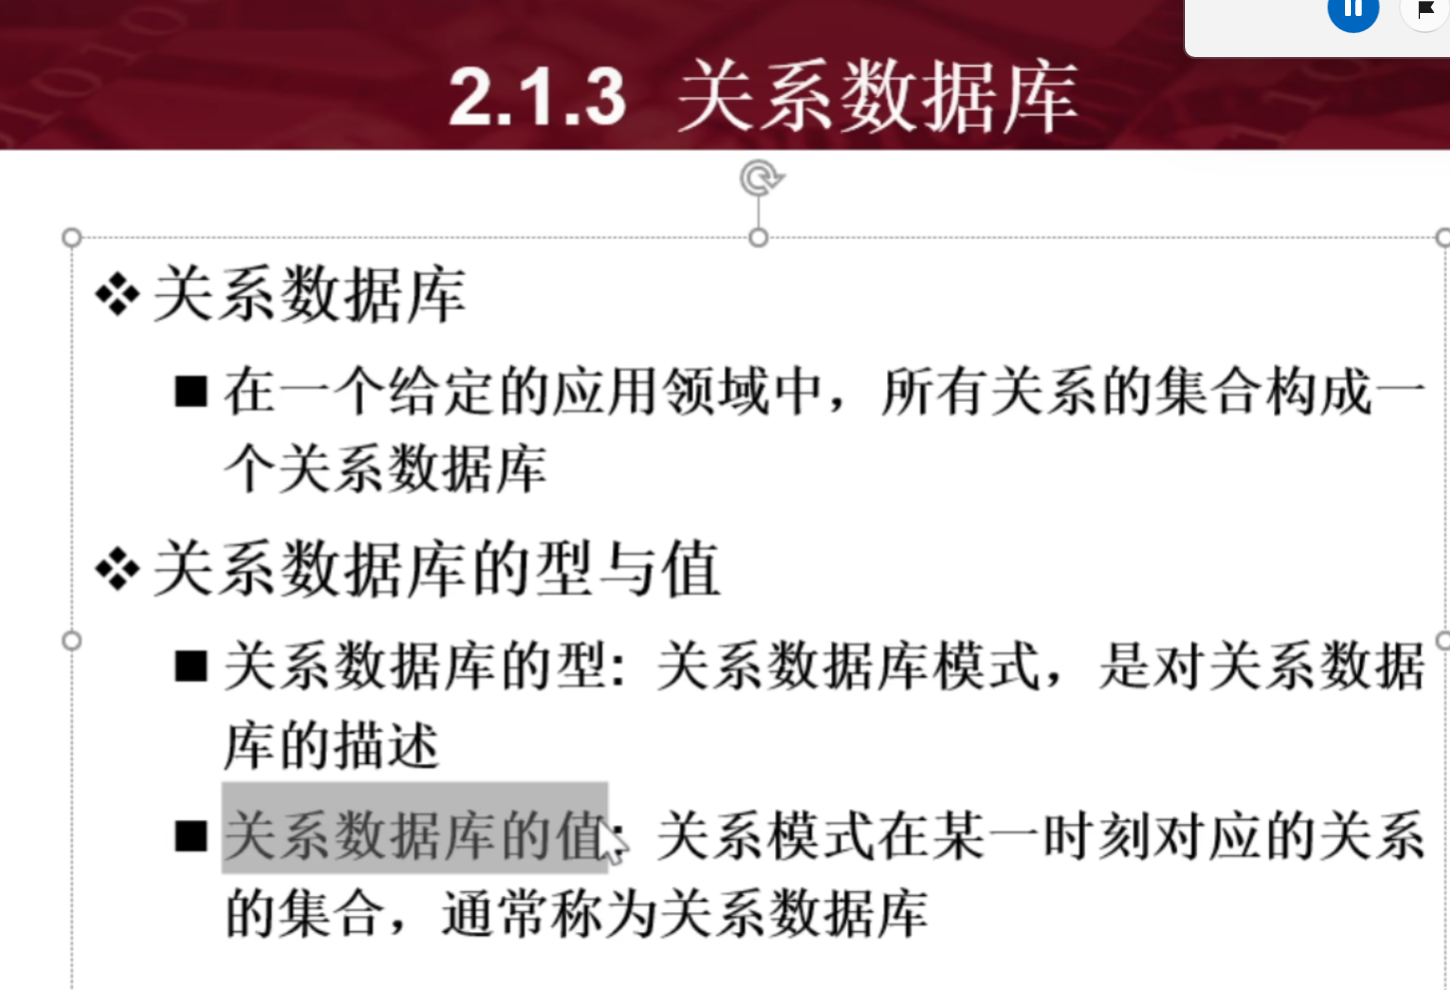 2.1.3 关系数据库
❖关系数据库
■在一个给定的应用领域中，所有关系的集合构成一
个关系数据库
❖关系数据库的型与值
■关系数据库的型：关系数据库模式，是对关系数据
库的描述
■关系数据库的值：关系模式在某一时刻对应的关系
的集合，通常称为关系数据库